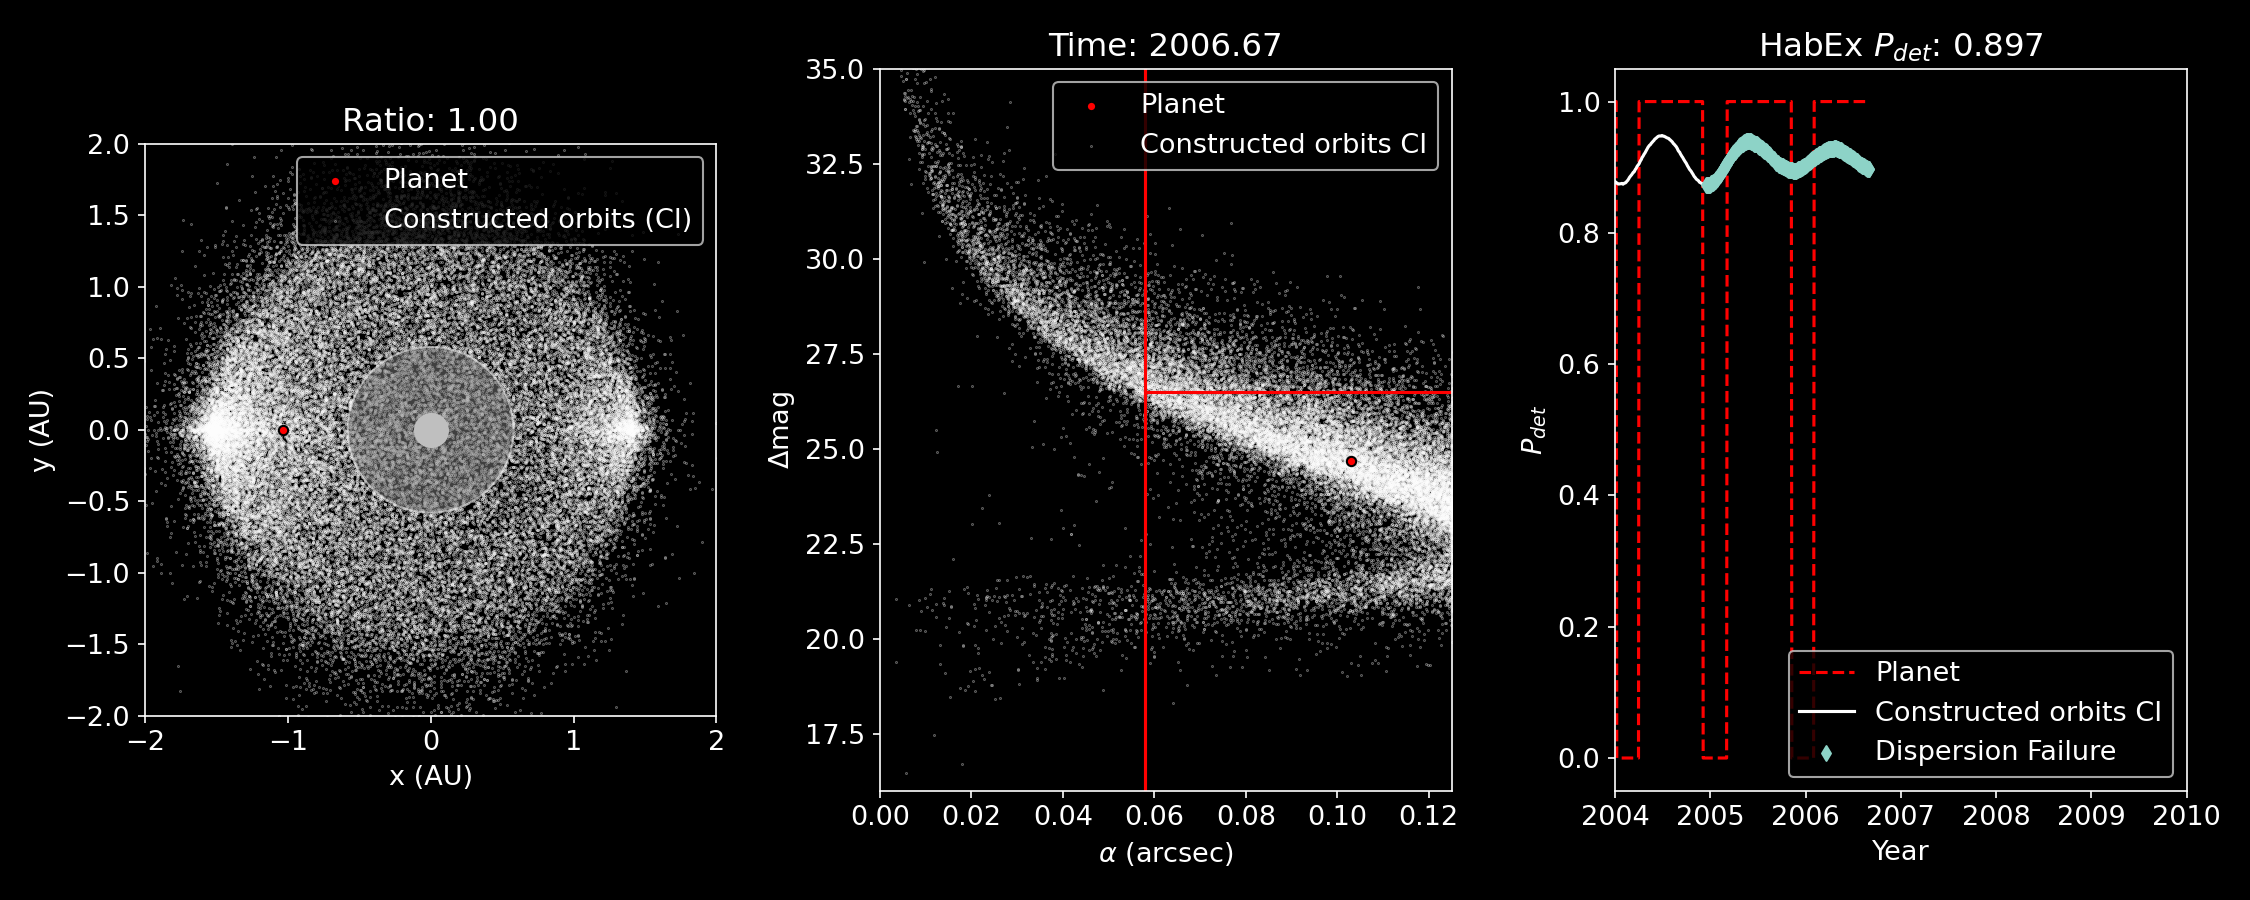 Ratio: 1.00
Planet
Constructed orbits (CI)
2.0
1.5
1.0
0.5
0.0
−0.5
−1.0
−1.5
−2.0
−2
−1
0
1
2
y (AU)
x (AU)
Time: 2006.67
Planet
Constructed orbits CI
35.0
32.5
30.0
27.5
25.0
22.5
20.0
17.5
0.00
0.02
0.04
0.06
0.08
0.10
0.12
Δmag
α (arcsec)
HabEx P_det: 0.897
1.0
0.8
0.6
0.4
0.2
0.0
P_det
Planet
Constructed orbits CI
Dispersion Failure
2004
2005
2006
2007
2008
2009
2010
Year